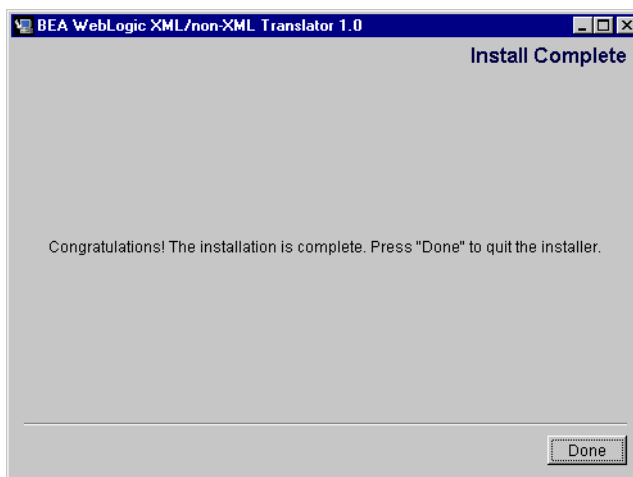 BEA WebLogic XML/non-XML Translator 1.0
Install Complete
Congratulations! The installation is complete. Press "Done" to quit the installer.
Done